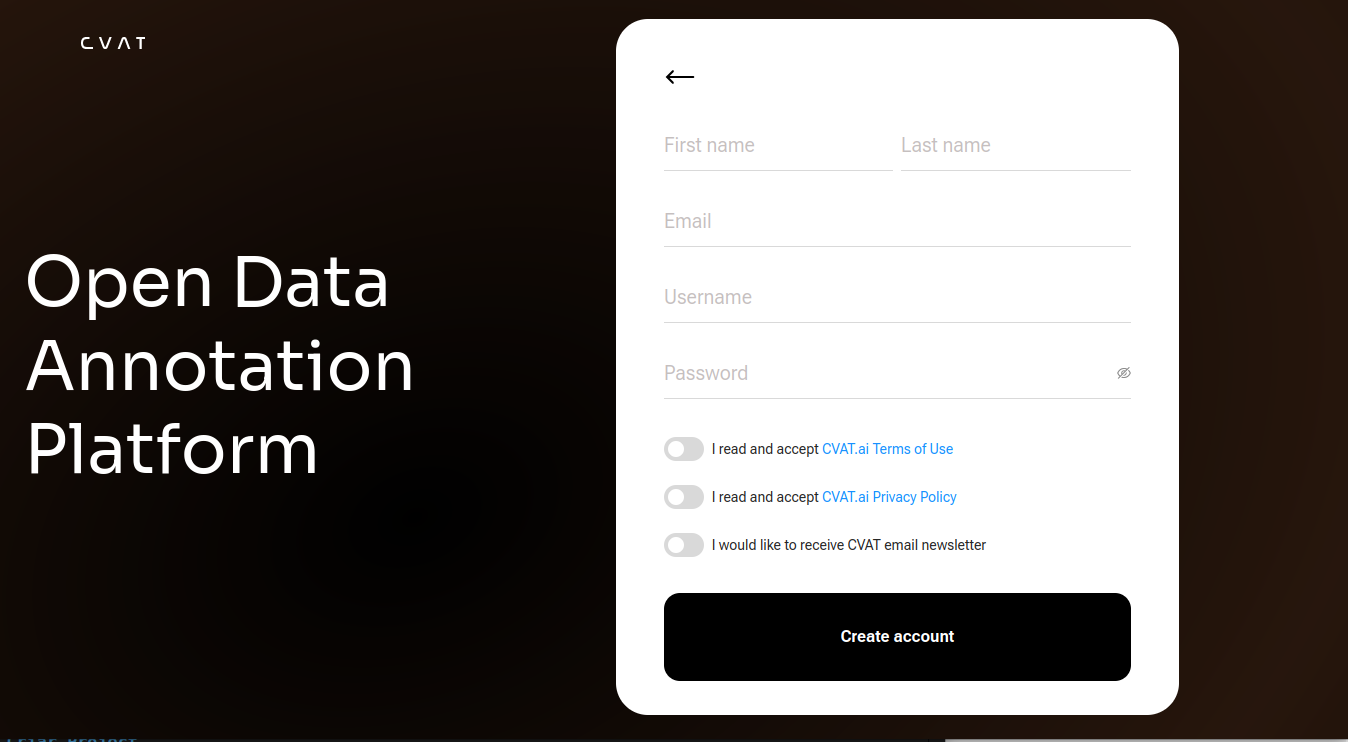 CVAT
Open Data
Annotation
Platform
First name
Last name
Email
Username
Password
I read and accept CVAT.ai Terms of Use
I read and accept CVAT.ai Privacy Policy
I would like to receive CVAT email newsletter
Create account